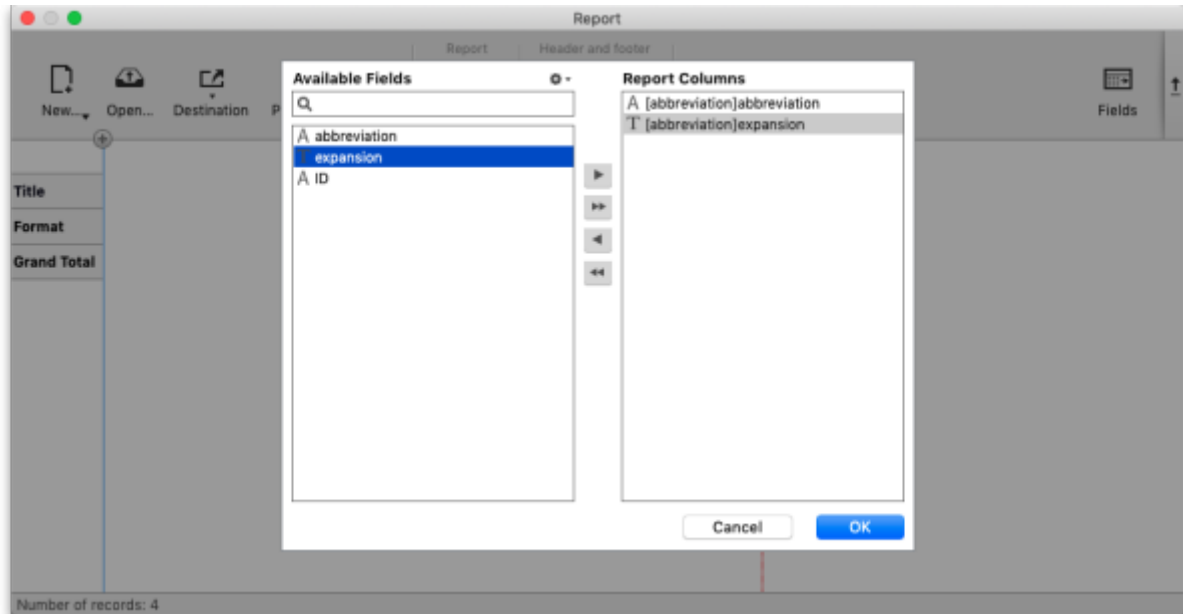 Report
Report Header and footer
New... Open... Destination P
Fields
Available Fields
abbreviation
expansion
ID
Report Columns
A [abbreviation]abbreviation
T [abbreviation]expansion
Title
Format
Grand Total
Cancel OK
Number of records: 4